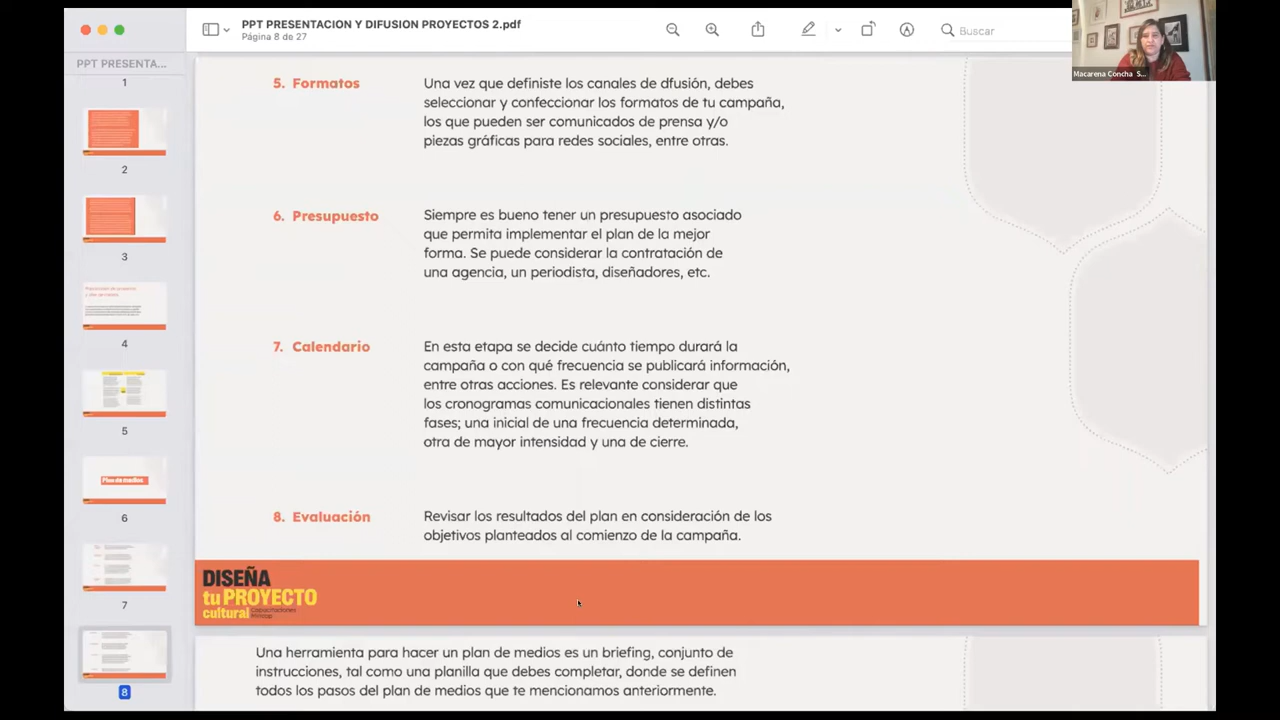 PPT PRESENTACION Y DIFUSION PROYECTOS 2.pdf
Página 8 de 27
Buscar
Macarena Concha S...
PPT PRESENTA...
1
2
3
4
5
Plan de medios.
6
7
8
5. Formatos
Una vez que definiste los canales de dfusión, debes
seleccionar y confeccionar los formatos de tu campaña,
los que pueden ser comunicados de prensa y/o
piezas gráficas para redes sociales, entre otras.
6. Presupuesto
Siempre es bueno tener un presupuesto asociado
que permita implementar el plan de la mejor
forma. Se puede considerar la contratación de
una agencia, un periodista, diseñadores, etc.
7. Calendario
En esta etapa se decide cuánto tiempo durará la
campaña o con qué frecuencia se publicará información,
entre otras acciones. Es relevante considerar que
los cronogramas comunicacionales tienen distintas
fases; una inicial de una frecuencia determinada,
otra de mayor intensidad y una de cierre.
8. Evaluación
Revisar los resultados del plan en consideración de los
objetivos planteados al comienzo de la campaña.
DISEÑA
tu PROYECTO
cultural Capacitaciones
Una herramienta para hacer un plan de medios es un briefing, conjunto de
instrucciones, tal como una planilla que debes completar, donde se definen
todos los pasos del plan de medios que te mencionamos anteriormente.